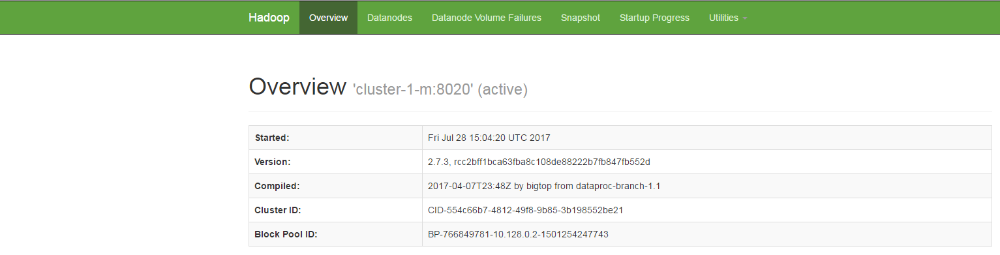 Hadoop Overview Datanodes Datanode Volume Failures Snapshot Startup Progress Utilities
Overview 'cluster-1-m:8020' (active)
Started: Fri Jul 28 15:04:20 UTC 2017
Version: 2.7.3, rcc2bff1bca63fba8c108de88222b7fb847fb552d
Compiled: 2017-04-07T23:48Z by bigtop from dataproc-branch-1.1
Cluster ID: CID-554c66b7-4812-49f8-9b85-3b198552be21
Block Pool ID: BP-766849781-10.128.0.2-1501254247743